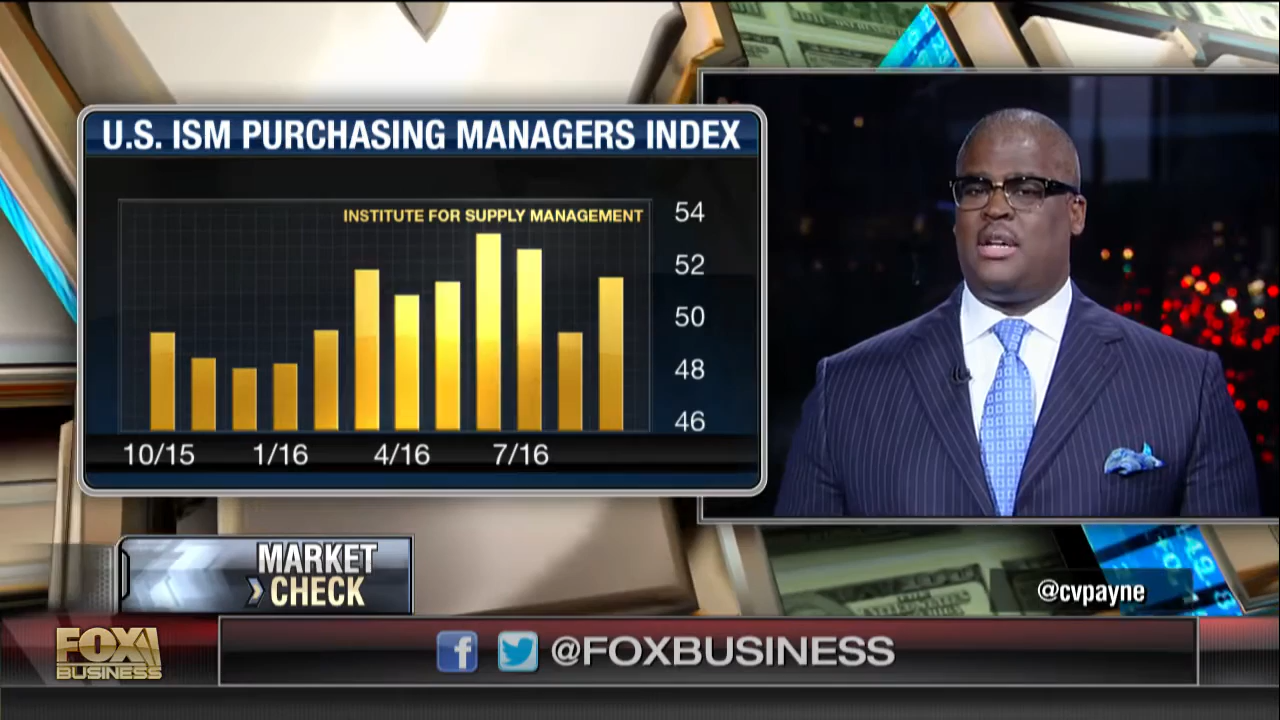 U.S. ISM PURCHASING MANAGERS INDEX
INSTITUTE FOR SUPPLY MANAGEMENT
54
52
50
48
46
10/15 1/16 4/16 7/16
MARKET
CHECK
@cvpayne
FOX
BUSINESS
f @FOXBUSINESS